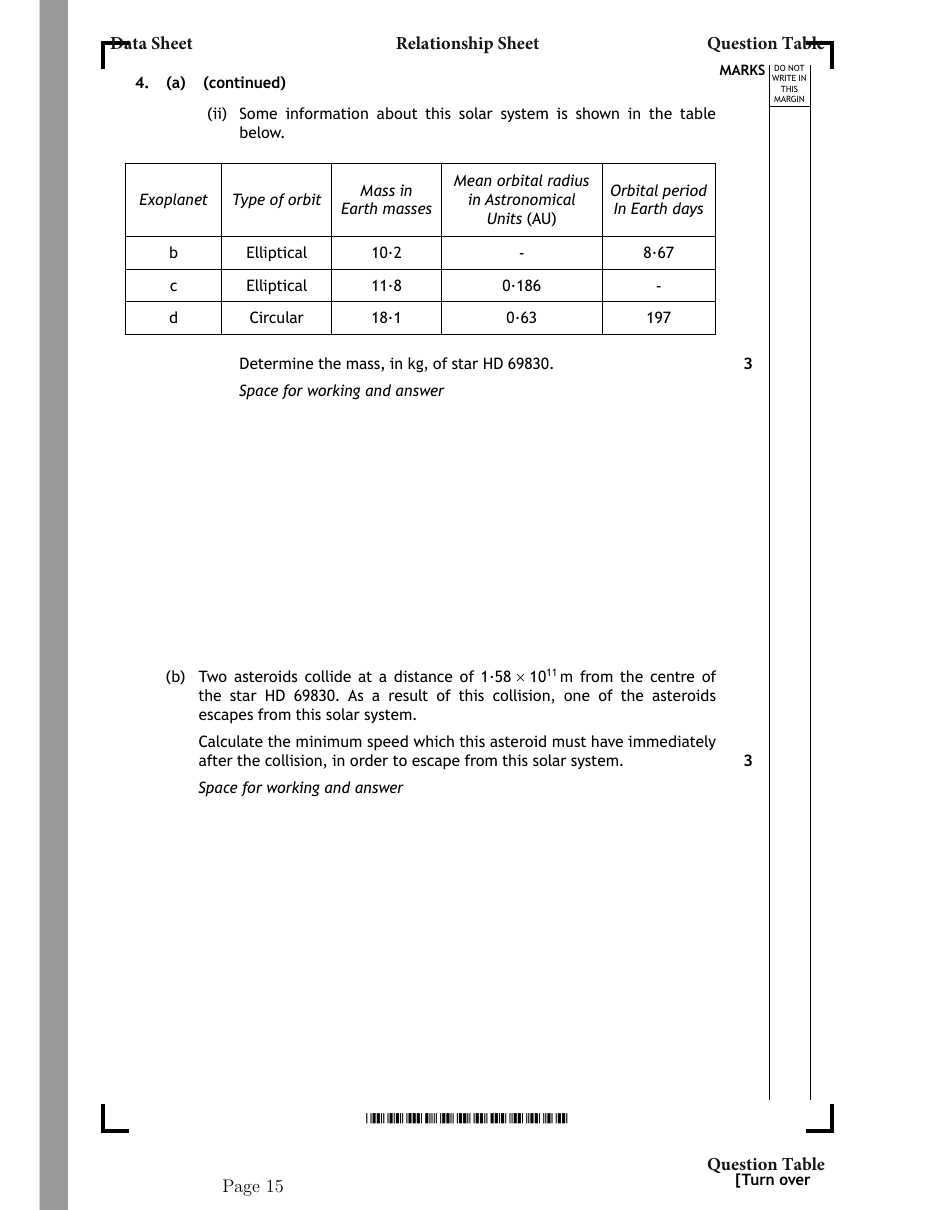 Data Sheet Relationship Sheet Question Table
MARKS
DO NOT
WRITE IN
THIS
MARGIN
4. (a) (continued)
(ii) Some information about this solar system is shown in the table
below.
Exoplanet
Type of orbit
Mass in
Earth masses
Mean orbital radius
in Astronomical
Units (AU)
Orbital period
In Earth days
b Elliptical 10·2 - 8·67
c Elliptical 11·8 0·186 -
d Circular 18·1 0·63 197
Determine the mass, in kg, of star HD 69830. 3
Space for working and answer
(b) Two asteroids collide at a distance of 1·58 × 10¹¹ m from the centre of
the star HD 69830. As a result of this collision, one of the asteroids
escapes from this solar system.
Calculate the minimum speed which this asteroid must have immediately
after the collision, in order to escape from this solar system. 3
Space for working and answer
Question Table
[Turn over
Page 15